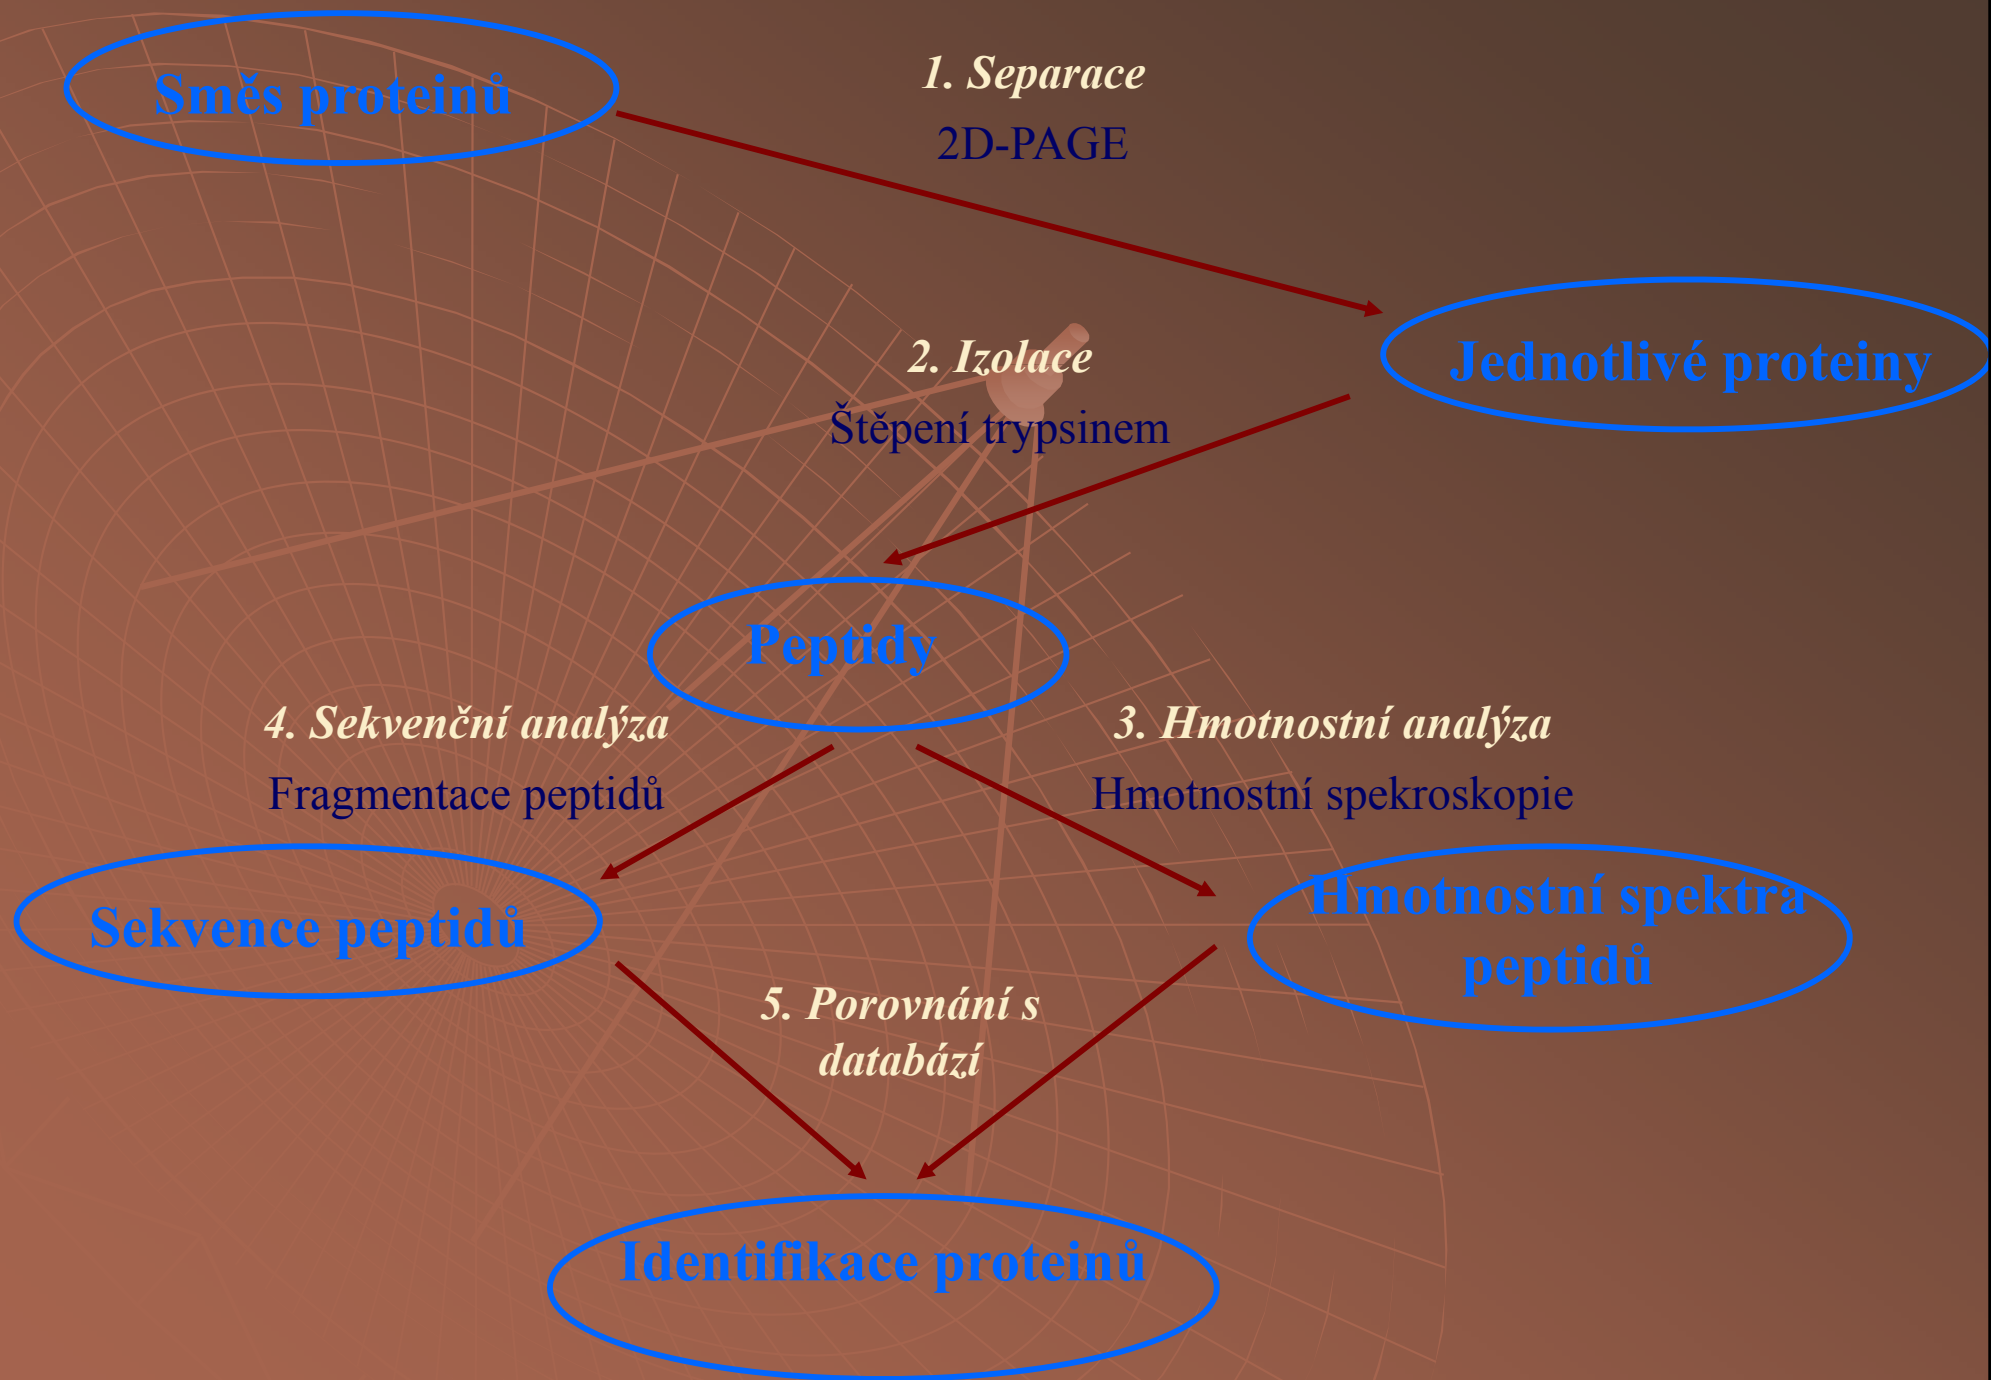 Směs proteinů
1. Separace
2D-PAGE
Jednotlivé proteiny
2. Izolace
Štěpení trypsinem
Peptidy
4. Sekvenční analýza
Fragmentace peptidů
3. Hmotnostní analýza
Hmotnostní spekroskopie
Sekvence peptidů
Hmotnostní spektra
peptidů
5. Porovnání s
databází
Identifikace proteinů